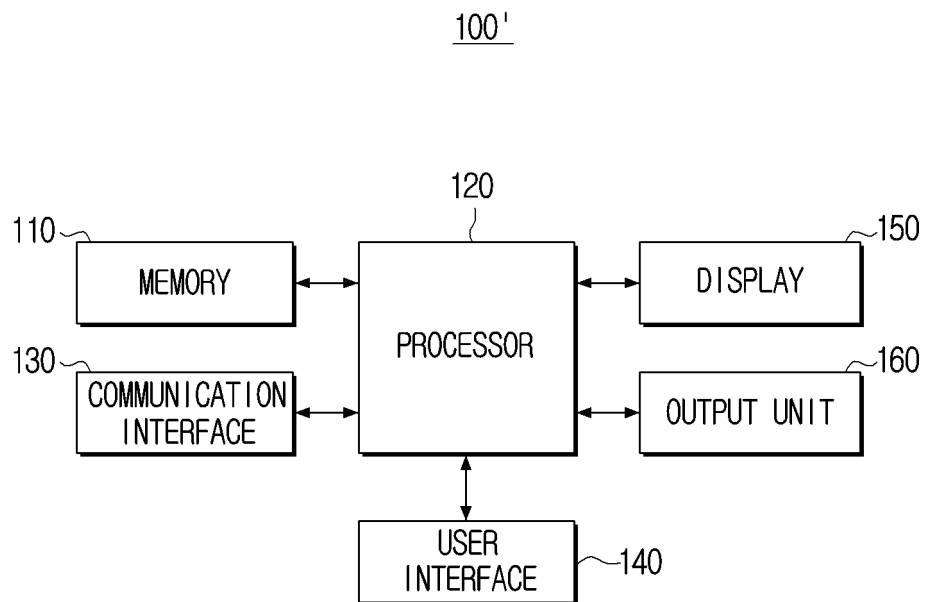 100'
120
110
150
MEMORY
DISPLAY
PROCESSOR
130
160
COMMUNICATION
INTERFACE
OUTPUT UNIT
USER
INTERFACE
140